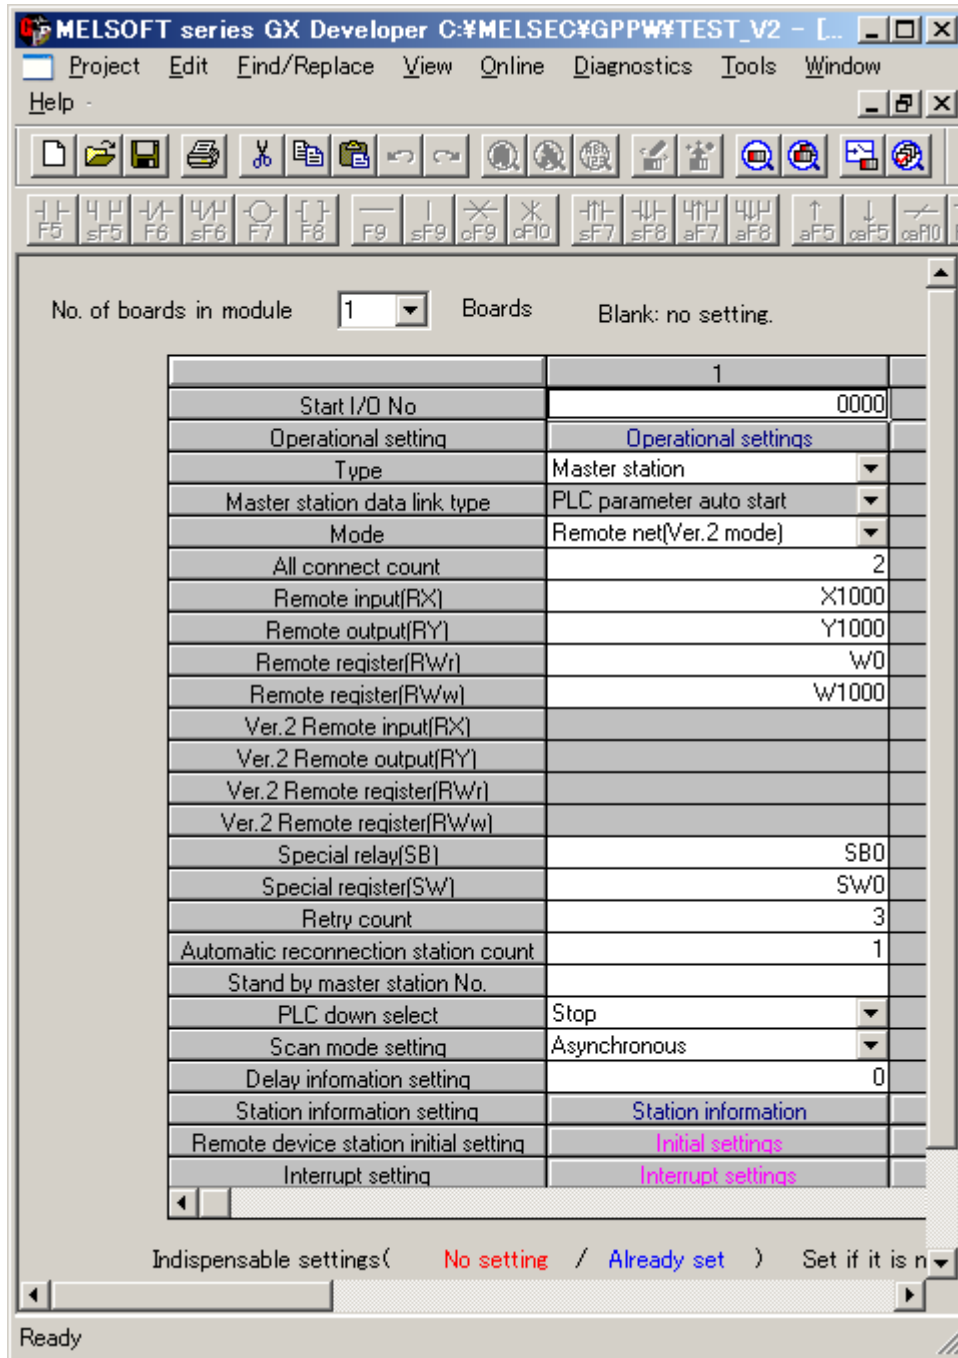 MELSOFT series GX Developer C:¥MELSEC¥GPPW¥TEST_V2 - [...
Project Edit Find/Replace View Online Diagnostics Tools Window
Help
F5 sF5 F6 sF6 F7 F8 F9 sF9 cF9 cF10 sF7 sF8 aF7 aF8 aF5 caF5 caF10
No. of boards in module 1 Boards Blank: no setting.
1
Start I/O No 0000
Operational setting Operational settings
Type Master station
Master station data link type PLC parameter auto start
Mode Remote net(Ver.2 mode)
All connect count 2
Remote input(RX) X1000
Remote output(RY) Y1000
Remote register(RWr) W0
Remote register(RWw) W1000
Ver.2 Remote input(RX)
Ver.2 Remote output(RY)
Ver.2 Remote register(RWr)
Ver.2 Remote register(RWw)
Special relay(SB) SB0
Special register(SW) SW0
Retry count 3
Automatic reconnection station count 1
Stand by master station No.
PLC down select Stop
Scan mode setting Asynchronous
Delay infomation setting 0
Station information setting Station information
Remote device station initial setting Initial settings
Interrupt setting Interrupt settings
Indispensable settings( No setting / Already set ) Set if it is n
Ready